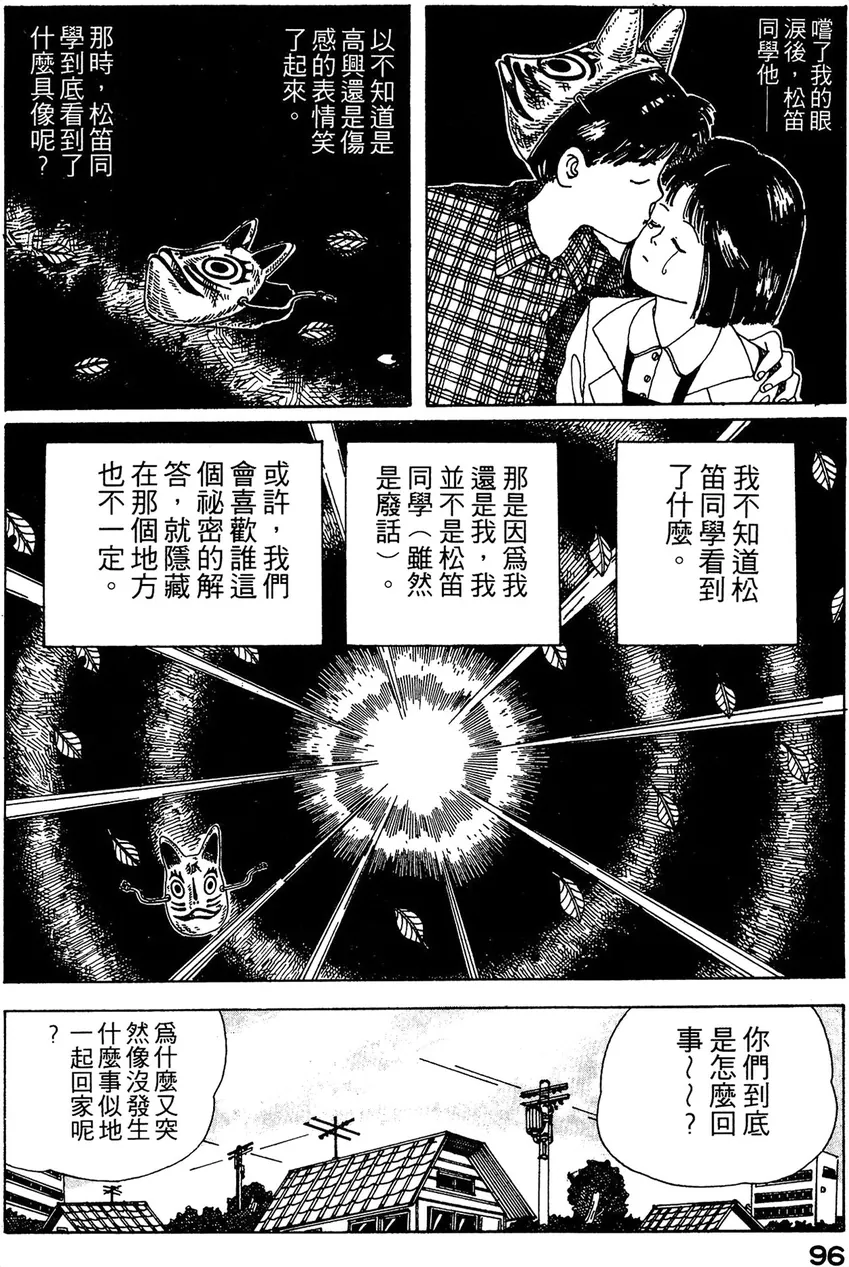 嚐了我的眼
淚後，松笛
同學他——
以不知道是
高興還是傷
感的表情笑
了起來。
那時，松笛同
學到底看到了
什麼具像呢？
我不知道松
笛同學看到
了什麼。
那是因爲我
還是我，我
並不是松笛
同學（雖然
是廢話）。
或許，我們
會喜歡誰這
個祕密的解
答，就隱藏
在那個地方
也不一定。
狐
你們到底
是怎麼回
事～～？
爲什麼又突
然像沒發生
什麼事似地
一起回家呢
？
96